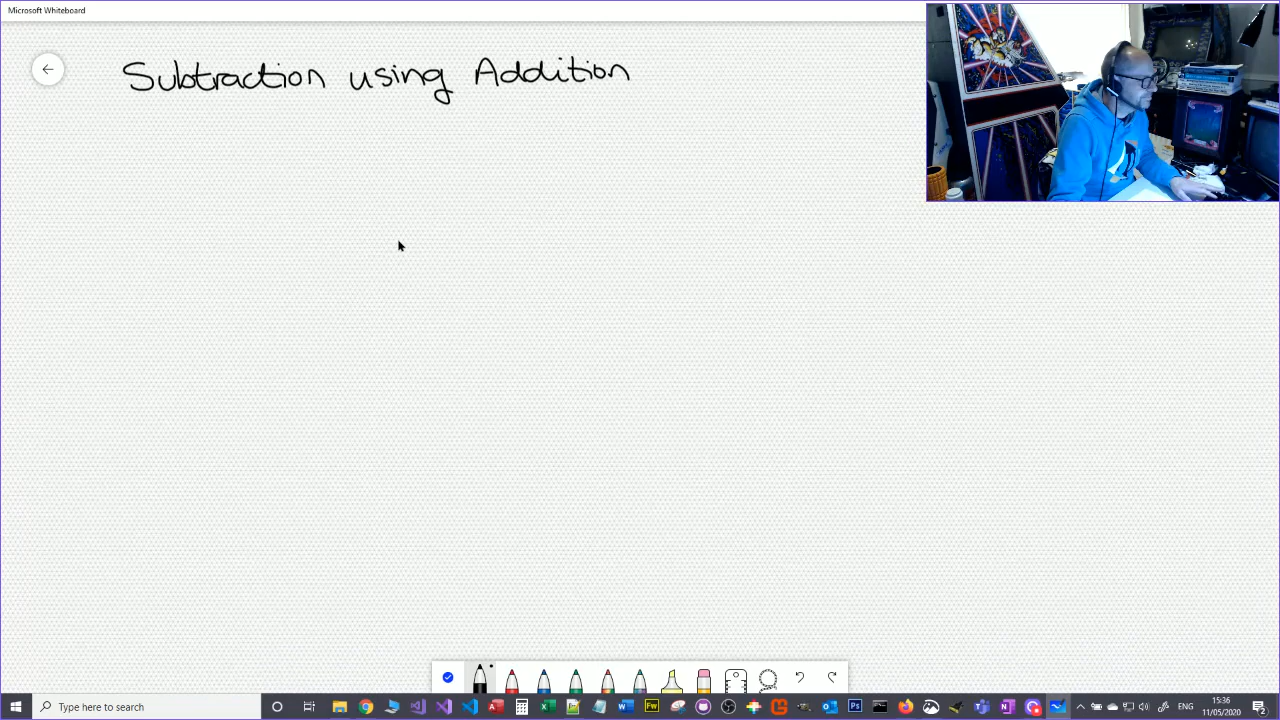 Microsoft Whiteboard
Subtraction using Addition
Type here to search
ENG
15:36
11/05/2020